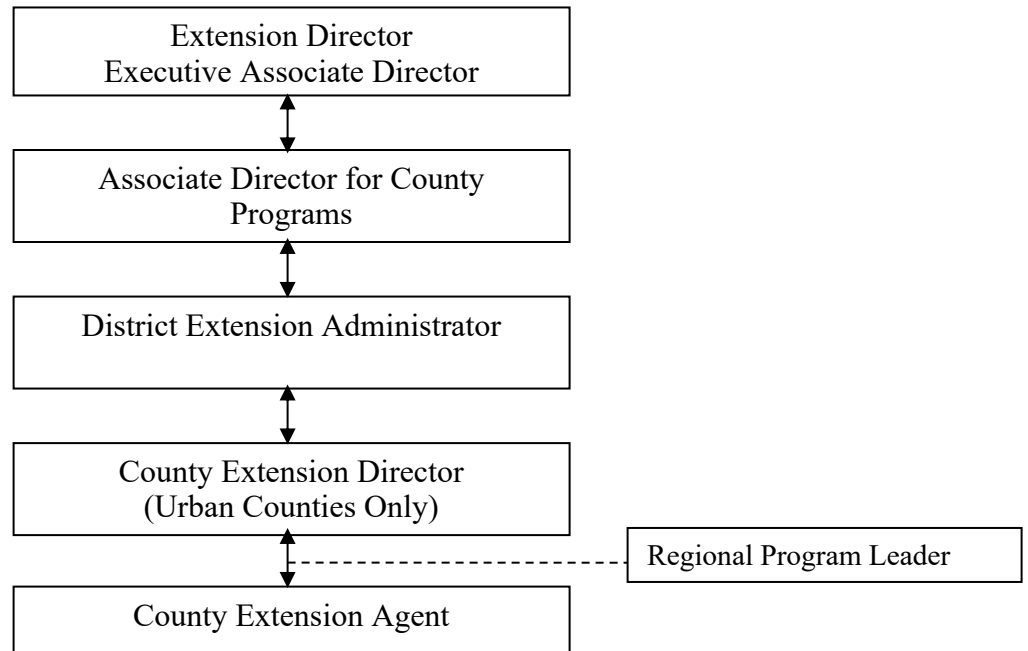 Extension Director
Executive Associate Director
Associate Director for County
Programs
District Extension Administrator
County Extension Director
(Urban Counties Only)
Regional Program Leader
County Extension Agent